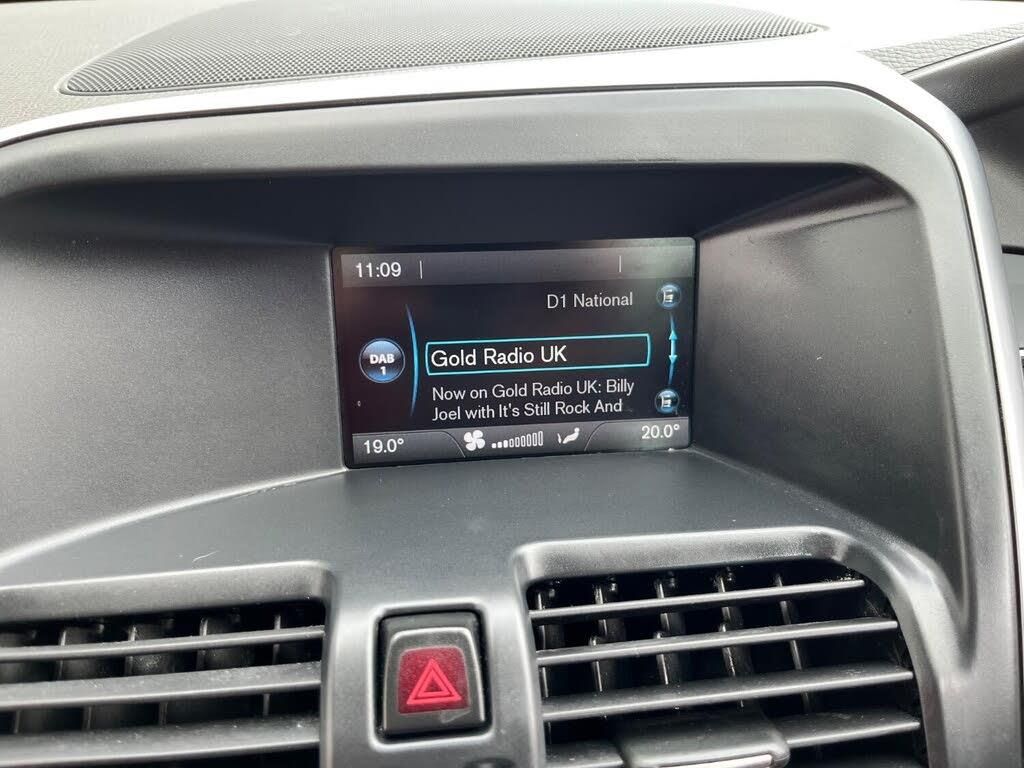 11:09
D1 National
DAB
1
Gold Radio UK
Now on Gold Radio UK: Billy
Joel with It's Still Rock And
19.0°
20.0°